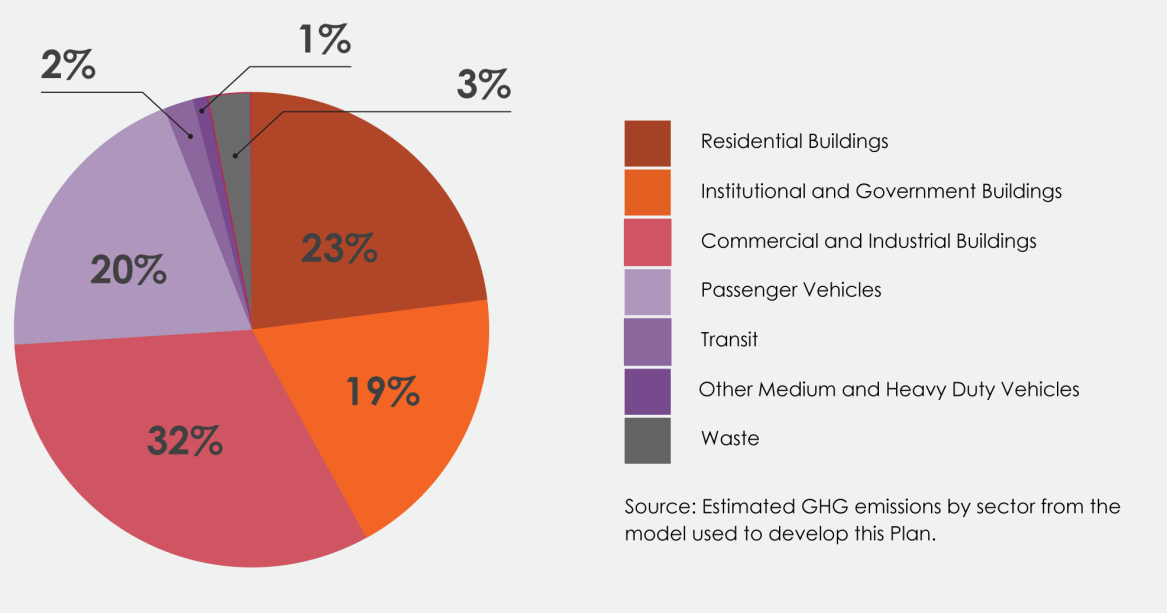 1%
2%
3%
23%
20%
19%
32%
Residential Buildings
Institutional and Government Buildings
Commercial and Industrial Buildings
Passenger Vehicles
Transit
Other Medium and Heavy Duty Vehicles
Waste
Source: Estimated GHG emissions by sector from the
model used to develop this Plan.